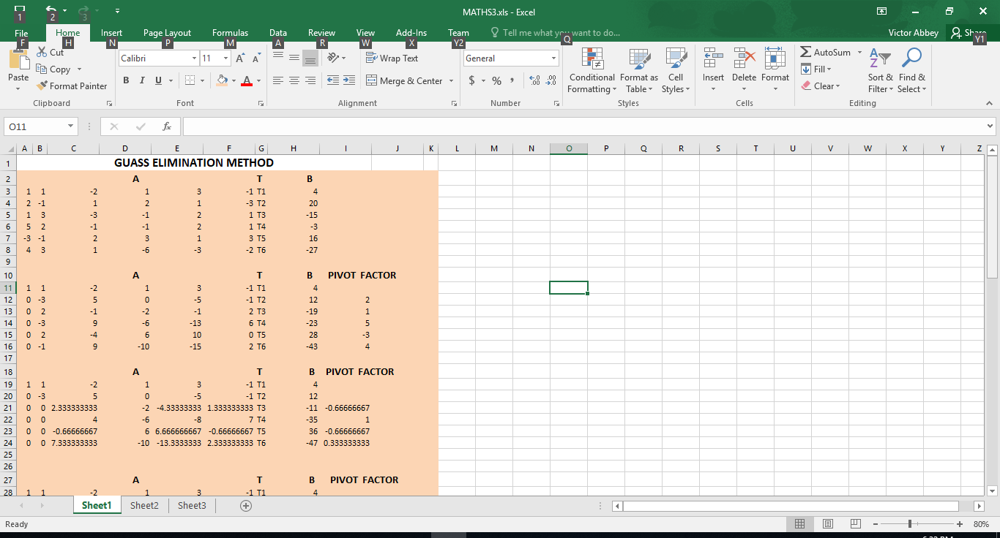 MATHS3.xls - Excel
1 2 3
File Home Insert Page Layout Formulas Data Review View Add-Ins Team Tell me what you want to do... Victor Abbey Share
F H N P M A R W X Y2 Q Y1
Paste
Cut
Copy
Format Painter
Clipboard
Calibri 11
B I U
Font
Wrap Text
Merge & Center
Alignment
General
$ % ,
Number
Conditional Formatting
Format as Table
Cell Styles
Styles
Insert Delete Format
Cells
AutoSum
Fill
Clear
Sort & Filter
Find & Select
Editing
O11 fx
A B C D E F G H I J K L M N O P Q R S T U V W X Y Z
1 GUASS ELIMINATION METHOD
2 A T B
3 1 1 -2 1 3 -1 T1 4
4 2 -1 1 2 1 -3 T2 20
5 1 3 -3 -1 2 1 T3 -15
6 5 2 -1 -1 2 1 T4 -3
7 -3 -1 2 3 1 3 T5 16
8 4 3 1 -6 -3 -2 T6 -27
9
10 A T B PIVOT FACTOR
11 1 1 -2 1 3 -1 T1 4
12 0 -3 5 0 -5 -1 T2 12 2
13 0 2 -1 -2 -1 2 T3 -19 1
14 0 -3 9 -6 -13 6 T4 -23 5
15 0 2 -4 6 10 0 T5 28 -3
16 0 -1 9 -10 -15 2 T6 -43 4
17
18 A T B PIVOT FACTOR
19 1 1 -2 1 3 -1 T1 4
20 0 -3 5 0 -5 -1 T2 12
21 0 0 2.333333333 -2 -4.33333333 1.333333333 T3 -11 -0.66666667
22 0 0 4 -6 -8 7 T4 -35 1
23 0 0 -0.66666667 6 6.666666667 -0.66666667 T5 36 -0.66666667
24 0 0 7.333333333 -10 -13.3333333 2.333333333 T6 -47 0.333333333
25
26
27 A T B PIVOT FACTOR
28 1 1 -2 1 3 -1 T1 4
Sheet1 Sheet2 Sheet3
Ready 80%